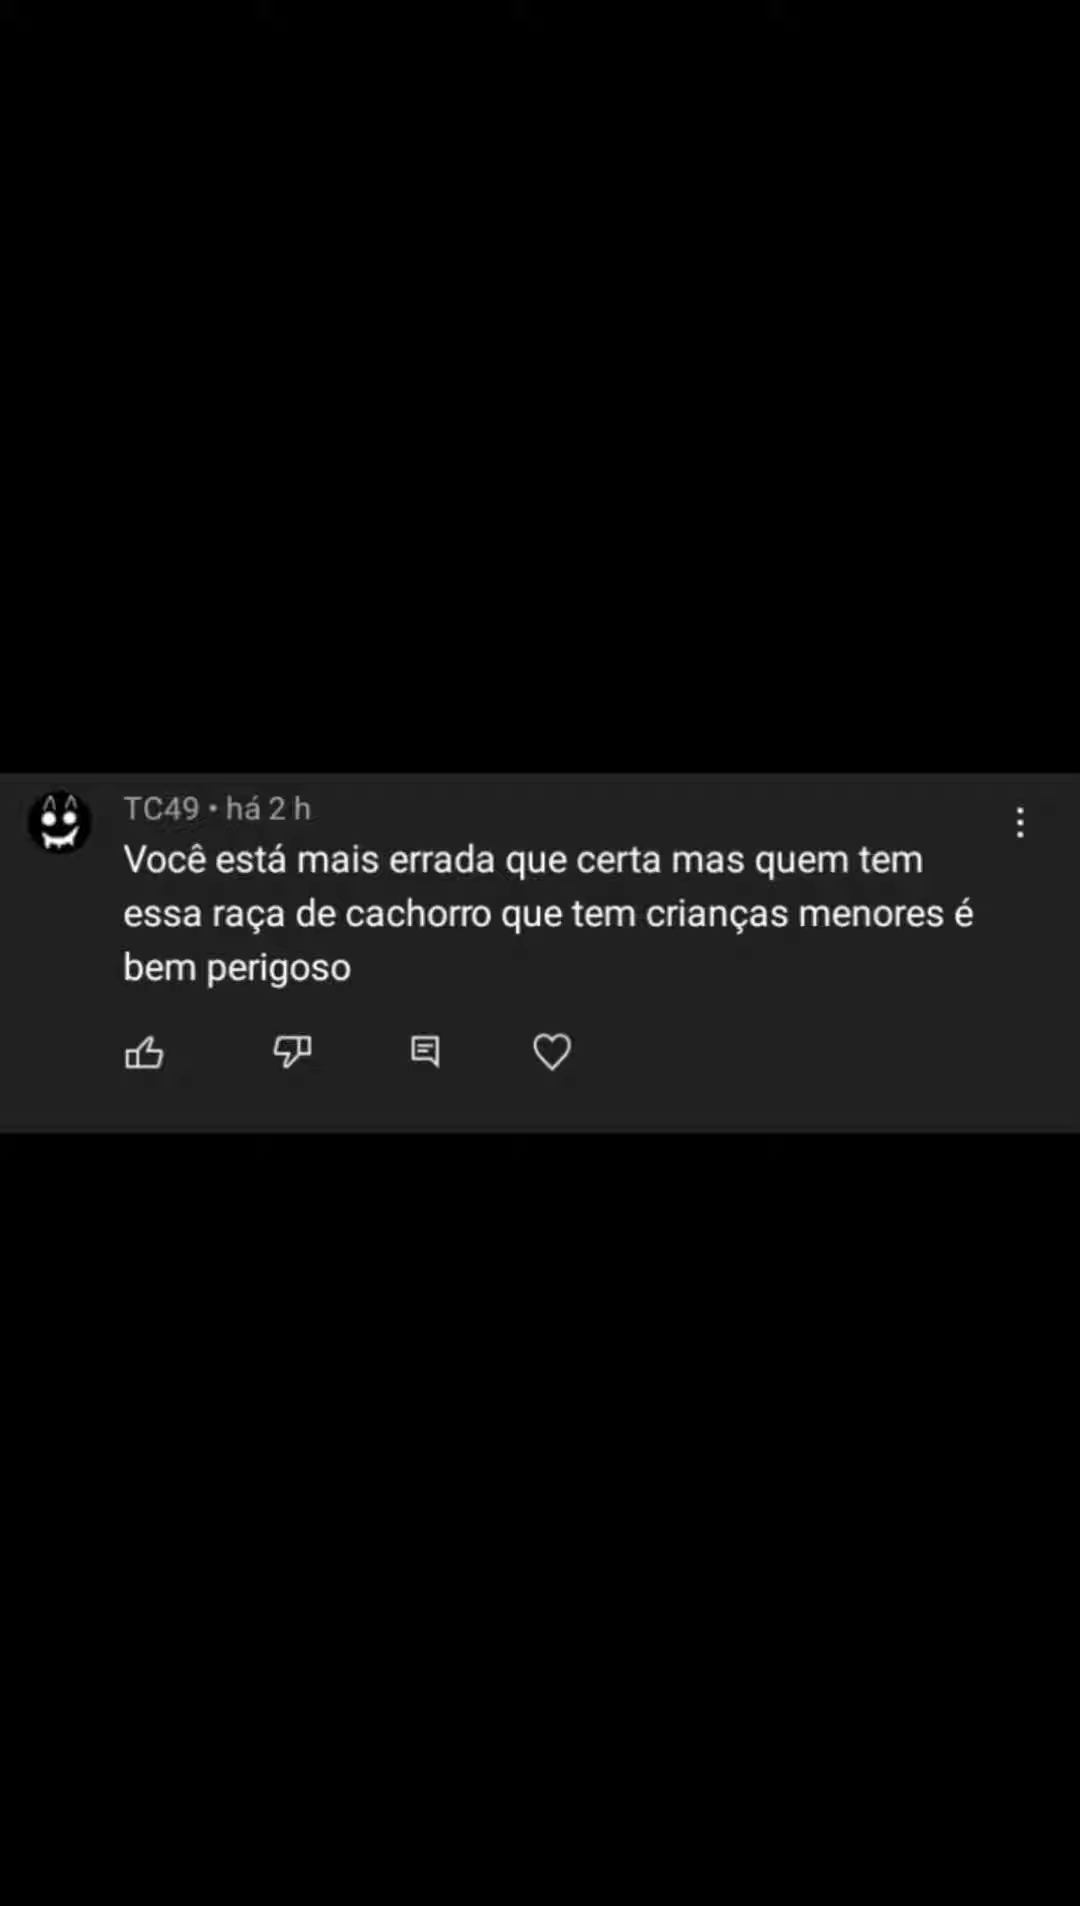 TC49 • há 2 h
Você está mais errada que certa mas quem tem
essa raça de cachorro que tem crianças menores é
bem perigoso